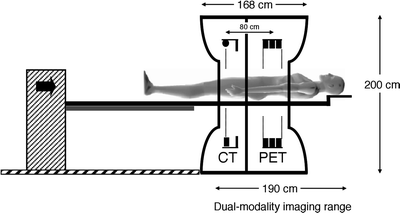 168 cm
80 cm
200 cm
CT PET
190 cm
Dual-modality imaging range